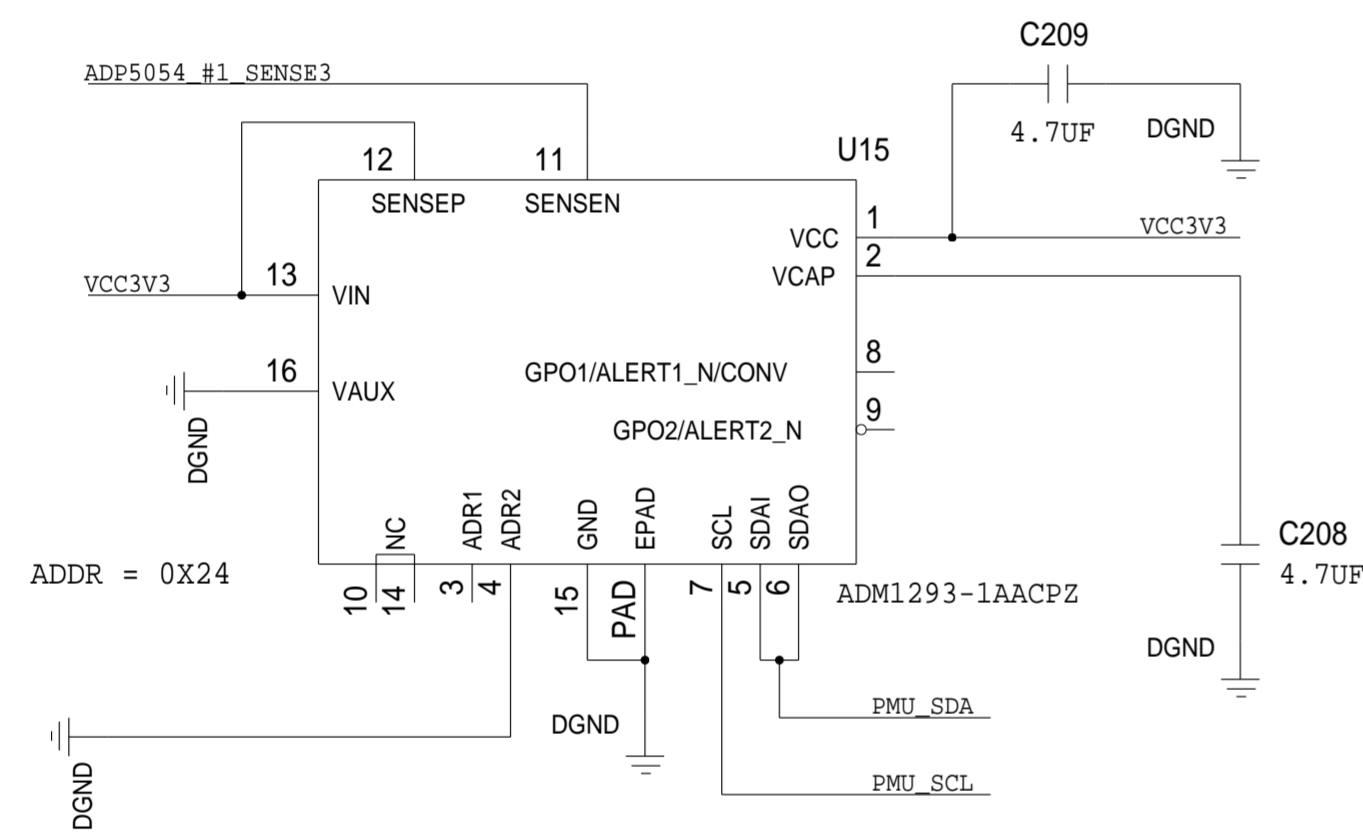 C209
ADP5054_#1_SENSE3
4.7UF
DGND
U15
12
11
SENSEP
SENSEN
1
VCC
VCC3V3
2
VCAP
VCC3V3
13
VIN
8
GPO1/ALERT1_N/CONV
16
VAUX
9
GPO2/ALERT2_N
DGND
NC
ADR1
ADR2
GND
EPAD
SCL
SDAI
SDAO
C208
4.7UF
ADDR = 0X24
10
14
3
4
15
PAD
7
5
6
ADM1293-1AACPZ
DGND
PMU_SDA
DGND
DGND
PMU_SCL